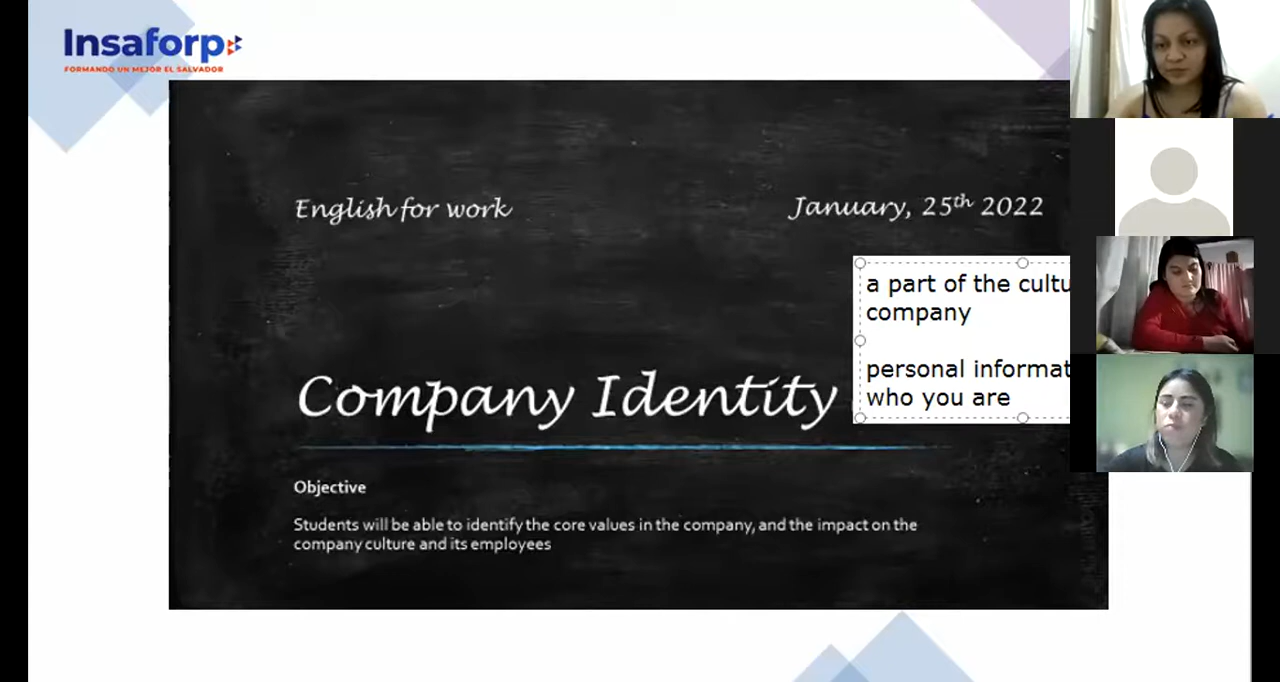 Insaforp
FORMANDO UN MEJOR EL SALVADOR
English for work
January, 25th 2022
a part of the
company
personal
who you are
Company Identity
Objective
Students will be able to identify the core values in the company, and the impact on the
company culture and its employees